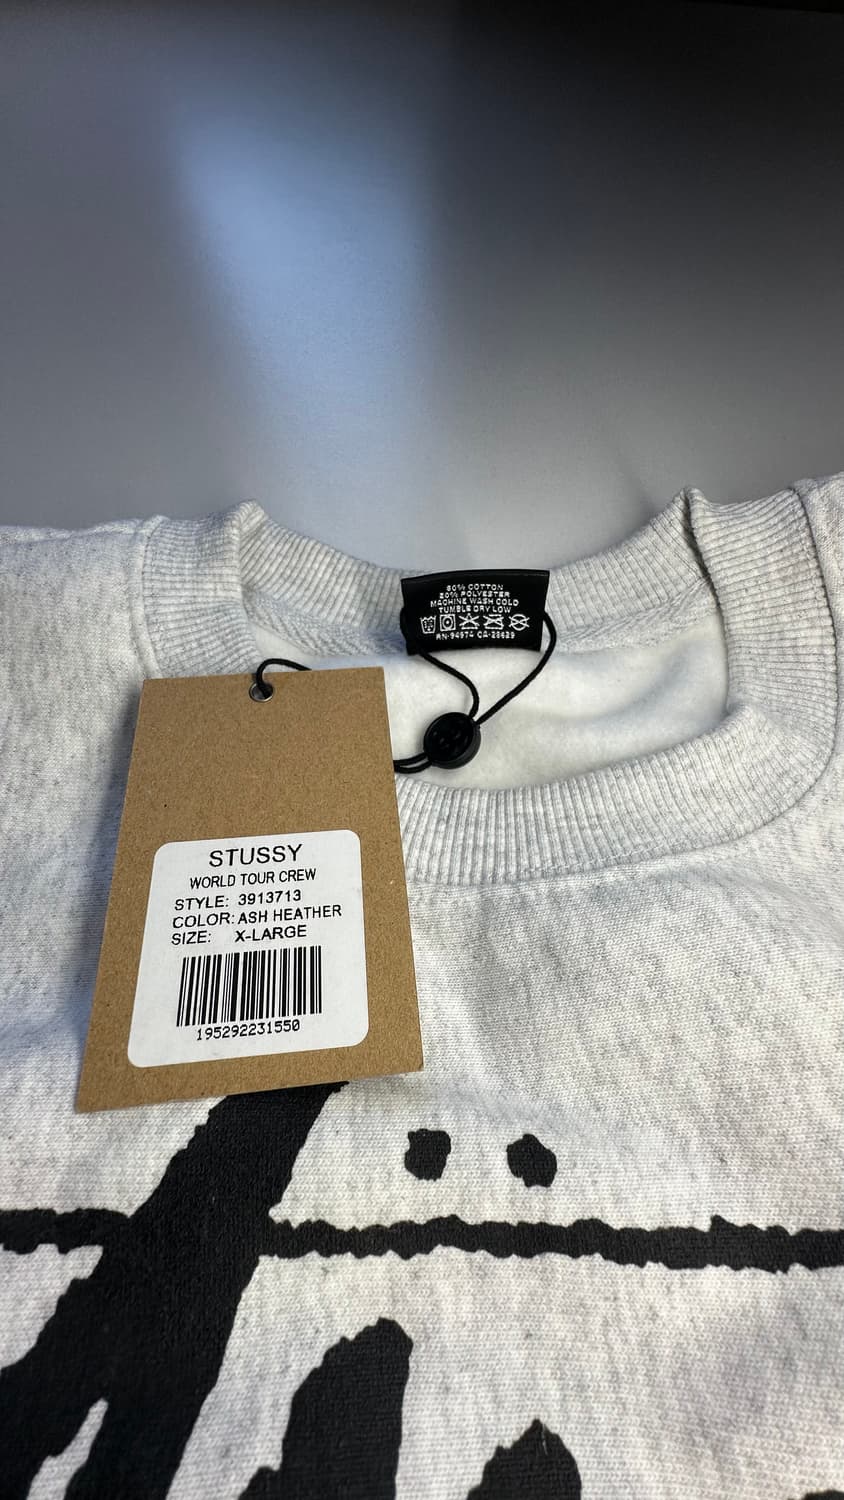 80% COTTON
20% POLYESTER
MACHINE WASH COLD
TUMBLE DRY LOW
RN-94974 CA-28629
STUSSY
WORLD TOUR CREW
STYLE: 3913713
COLOR: ASH HEATHER
SIZE: X-LARGE
195292231550